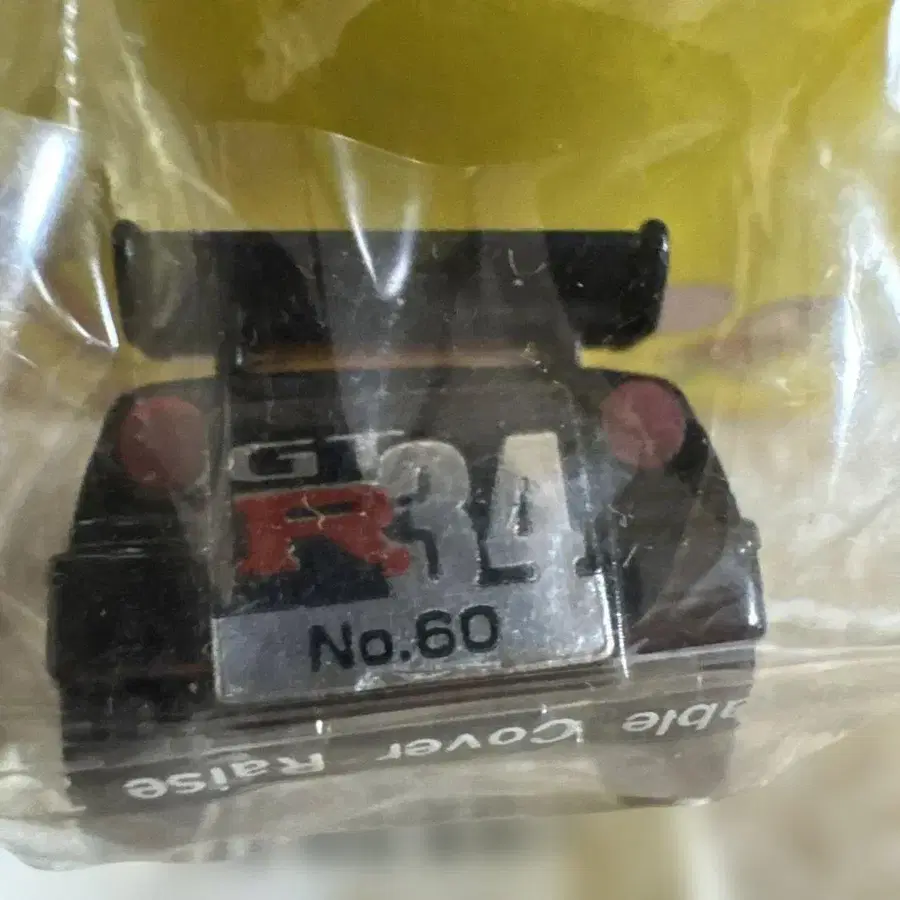 GT
R34
No.60
able Cover Raise